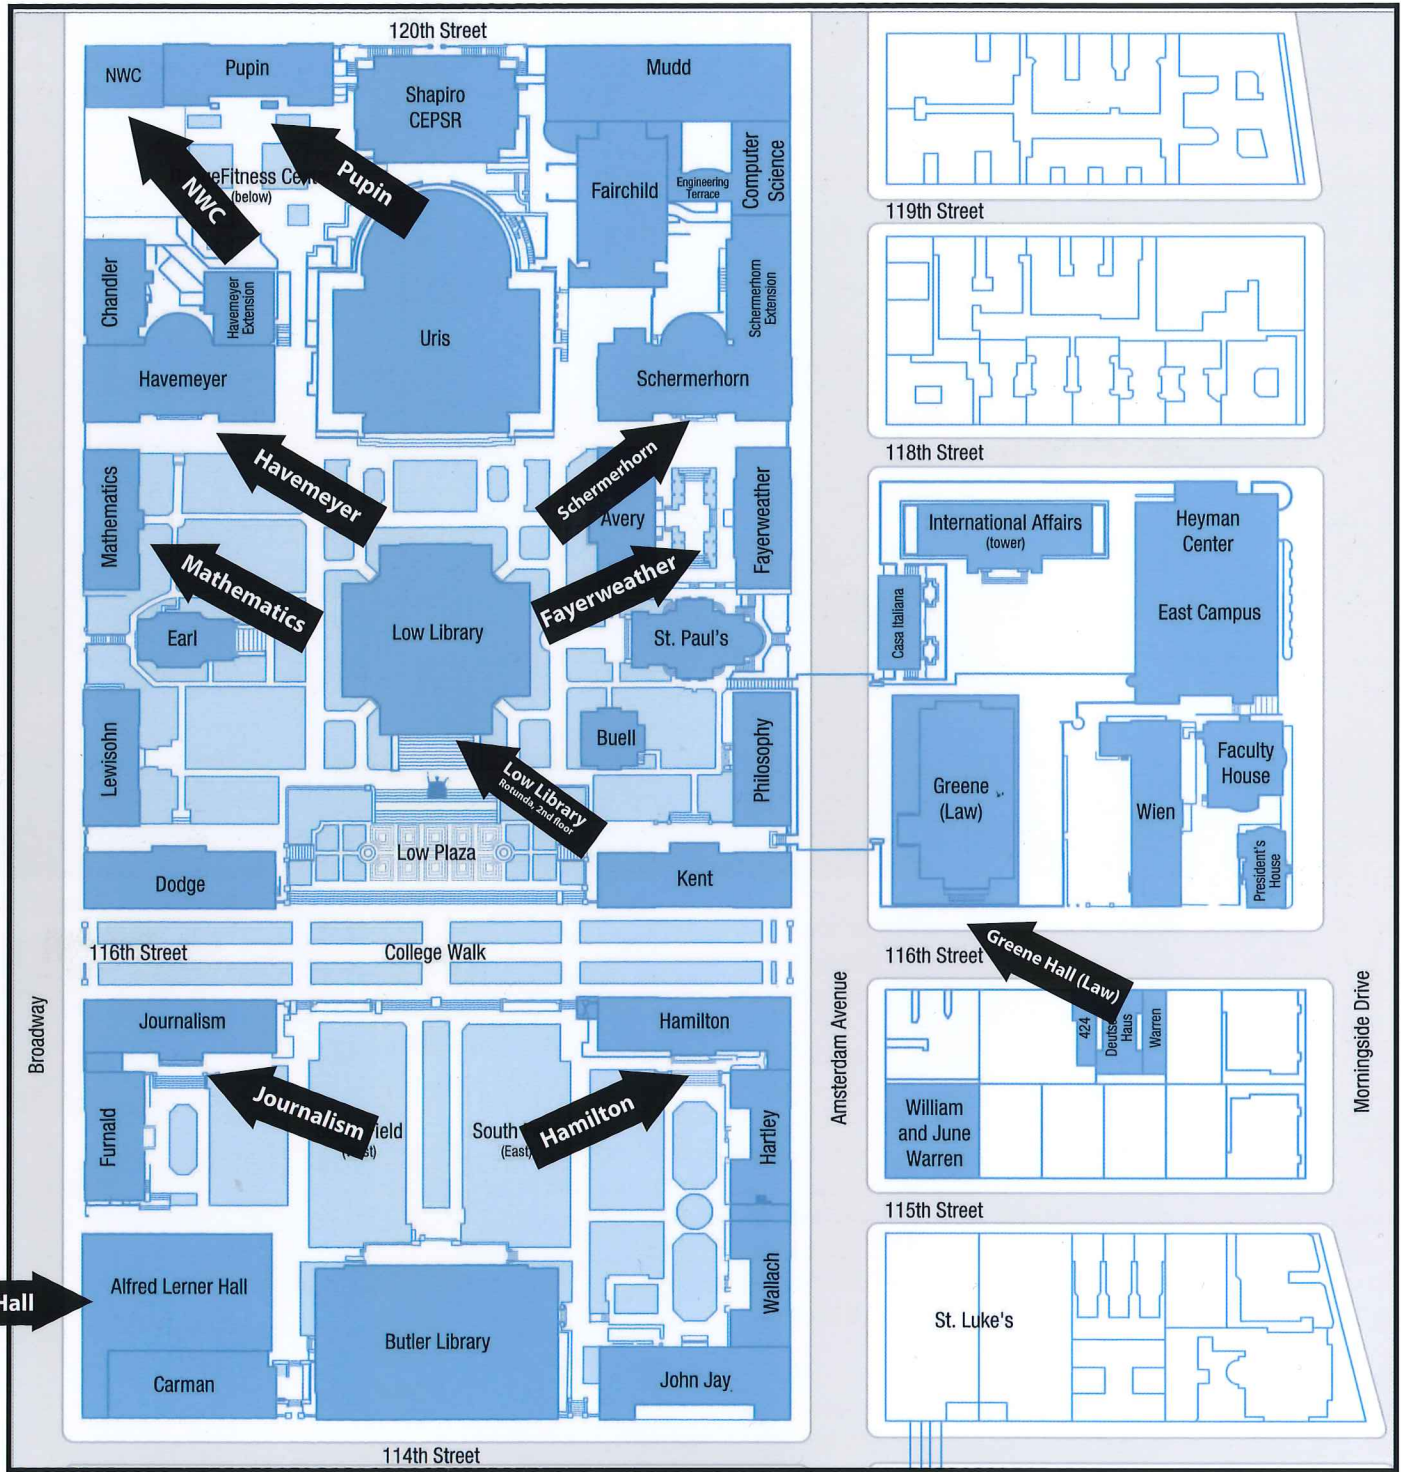 120th Street
NWC
Pupin
Shapiro
CEPSR
Mudd
Fairchild
Engineering
Terrace
Computer
Science
Fitness
(below)
NWC
Pupin
119th Street
Chandler
Havemeyer
Extension
Uris
Schermerhorn
Extension
Havemeyer
Schermerhorn
118th Street
Mathematics
Havemeyer
Schermerhorn
Avery
Fayerweather
International Affairs
(tower)
Heyman
Center
East Campus
Casa Italiana
Mathematics
Fayerweather
Earl
Low Library
St. Paul's
Lewisohn
Buell
Philosophy
Low Library
Rotunda, 2nd floor
Greene
(Law)
Wien
Faculty
House
President's
House
Low Plaza
Dodge
Kent
116th Street
College Walk
116th Street
Greene Hall (Law)
Broadway
Amsterdam Avenue
Morningside Drive
Journalism
Hamilton
424
Haus
Warren
Furnald
Journalism
(East)
South
Hamilton
Hartley
William
and June
Warren
115th Street
Hall
Alfred Lerner Hall
Butler Library
Wallach
St. Luke's
Carman
John Jay
114th Street